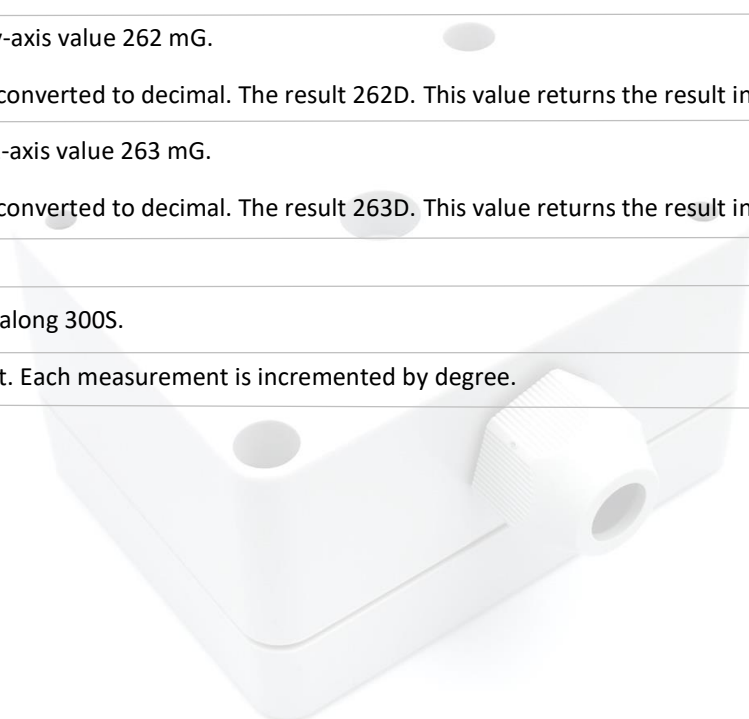 -axis value 262 mG.
converted to decimal. The result 262D. This value returns the result in
-axis value 263 mG.
converted to decimal. The result 263D. This value returns the result in
along 300S.
t. Each measurement is incremented by degree.